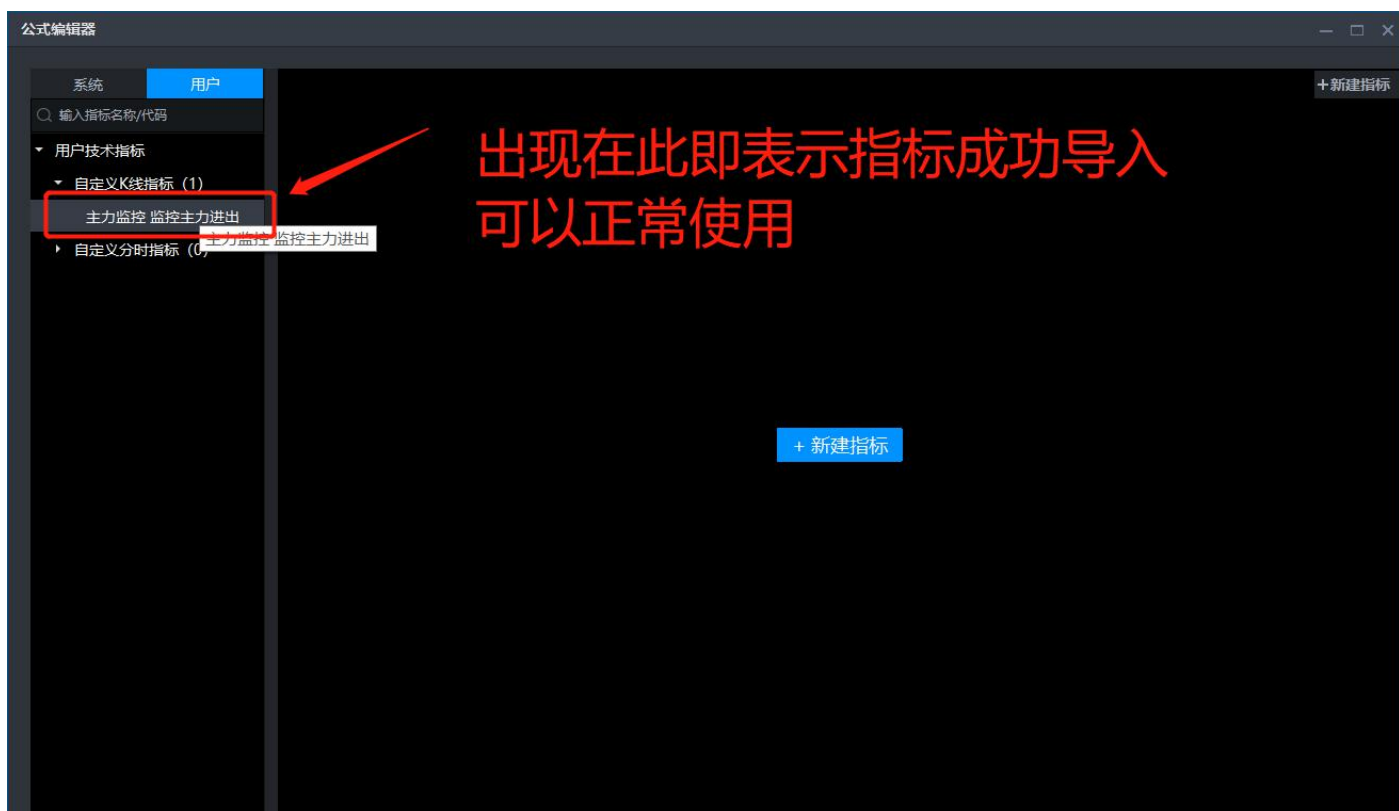 公式编辑器
系统
用户
+新建指标
输入指标名称/代码
用户技术指标
自定义K线指标（1）
主力监控 监控主力进出
主力监控 监控主力进出
自定义分时指标（0）
出现在此即表示指标成功导入
可以正常使用
+ 新建指标